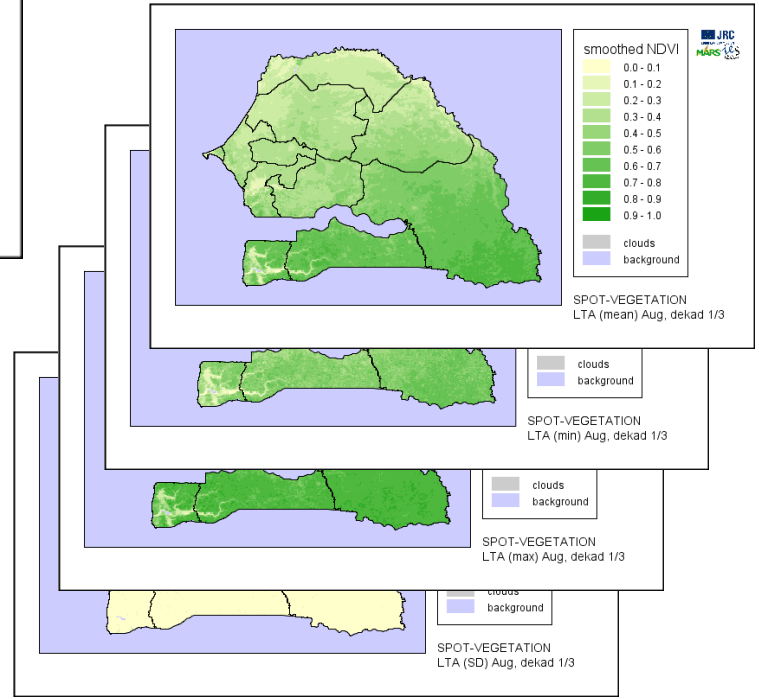 smoothed NDVI
0.0 - 0.1
0.1 - 0.2
0.2 - 0.3
0.3 - 0.4
0.4 - 0.5
0.5 - 0.6
0.6 - 0.7
0.7 - 0.8
0.8 - 0.9
0.9 - 1.0
clouds
background
JRC
MARS
SPOT-VEGETATION
LTA (mean) Aug, dekad 1/3
clouds
background
SPOT-VEGETATION
LTA (min) Aug, dekad 1/3
clouds
background
SPOT-VEGETATION
LTA (max) Aug, dekad 1/3
clouds
background
SPOT-VEGETATION
LTA (SD) Aug, dekad 1/3